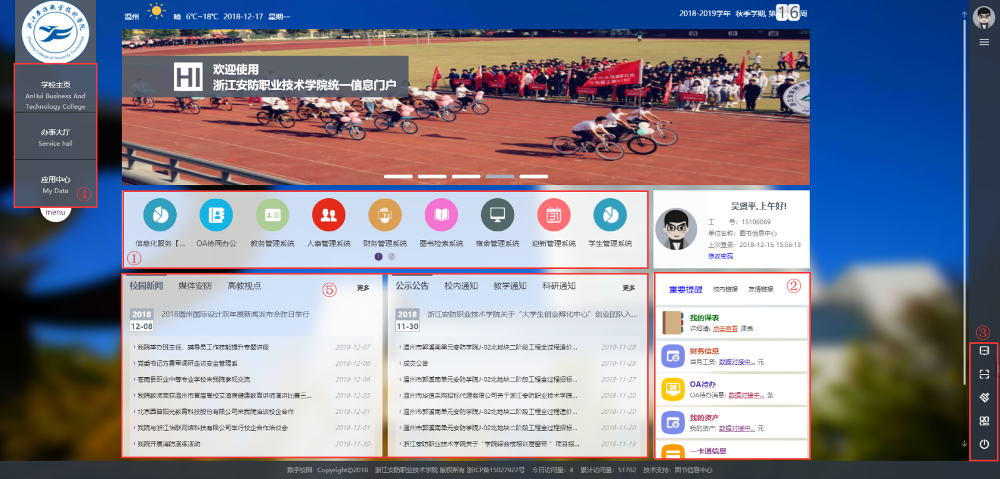 浙江安防职业技术学院
Zhejiang College of Security Technology
温州 晴 6℃~18℃ 2018-12-17 星期一
2018-2019学年 秋季学期, 第16周
学校主页
AnHui Business And
Technology College
办事大厅
Service hall
应用中心
My Data
④
menu
HI
欢迎使用
浙江安防职业技术学院统一信息门户
信息化服务【...
OA协同办公
教务管理系统
人事管理系统
财务管理系统
图书检索系统
宿舍管理系统
迎新管理系统
学生管理系统
31
①
1 2
吴贤平,上午好!
工 号: 15106069
单位名称: 图书信息中心
上次登录: 2018-12-16 15:56:13
修改密码
校园新闻 媒体安防 高教视点 ⑤ 更多
2018
12-08
2018温州国际设计双年展新闻发布会昨日举行
我院举办班主任、辅导员工作技能提升专题讲座 2018-12-07
党委书记方勇军调研走访安全管理系 2018-12-06
苍南县职业中等专业学校来我院参观交流 2018-12-06
我院教师荣获温州市首届高校艾滋病健康教育讲师演讲比赛三... 2018-12-05
北京西普阳光教育科技股份有限公司来我院洽谈校企合作 2018-12-01
我院与浙江怡联网络科技有限公司举行校企合作洽谈会 2018-12-01
我院开展消防演练活动 2018-11-30
公示公告 校内通知 教学通知 科研通知 更多
2018
11-30
浙江安防职业技术学院关于“大学生创业孵化中心”创业团队入...
温州市郭溪南单元安防学院J-02北地块二阶段工程全过程造价... 2018-11-28
成交公告 2018-11-28
温州市郭溪南单元安防学院J-02北地块二阶段工程全过程招标... 2018-11-27
温州市华信采购招标代理有限公司关于浙江安防职业技术学院... 2018-11-20
温州市郭溪南单元安防学院J-02北地块二阶段工程全过程造价... 2018-11-20
温州市郭溪南单元安防学院J-02北地块二阶段工程全过程招标... 2018-11-20
浙江安防职业技术学院关于“学院综合楼培训层窗帘 ”项目招... 2018-11-19
重要提醒 校内链接 友情链接 ②
我的课表
详细请: 点击查看 课表
财务信息
当月工资: 数据对接中... 元
OA
OA待办
OA待办消息: 数据对接中... 条
我的资产
我的资产: 数据对接中... 元
一卡通信息
③
数字校园 Copyright©2018 浙江安防职业技术学院 版权所有 浙ICP备15027927号 今日访问量: 4 累计访问量: 51782 技术支持: 图书信息中心